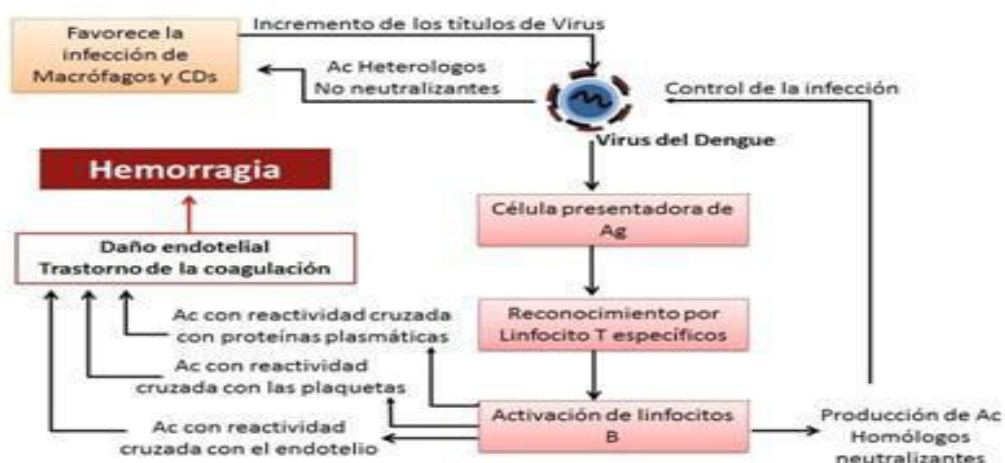 Favorece la
infección de
Macrófagos y CDs
Incremento de los títulos de Virus
Ac Heterologos
No neutralizantes
Control de la infección
Virus del Dengue
Hemorragia
Célula presentadora de
Ag
Daño endotelial
Trastorno de la coagulación
Reconocimiento por
Linfocito T específicos
Ac con reactividad cruzada
con proteínas plasmáticas
Ac con reactividad
cruzada con las plaquetas
Ac con reactividad
cruzada con el endotelio
Activación de linfocitos
B
Producción de Ac
Homólogos
neutralizantes